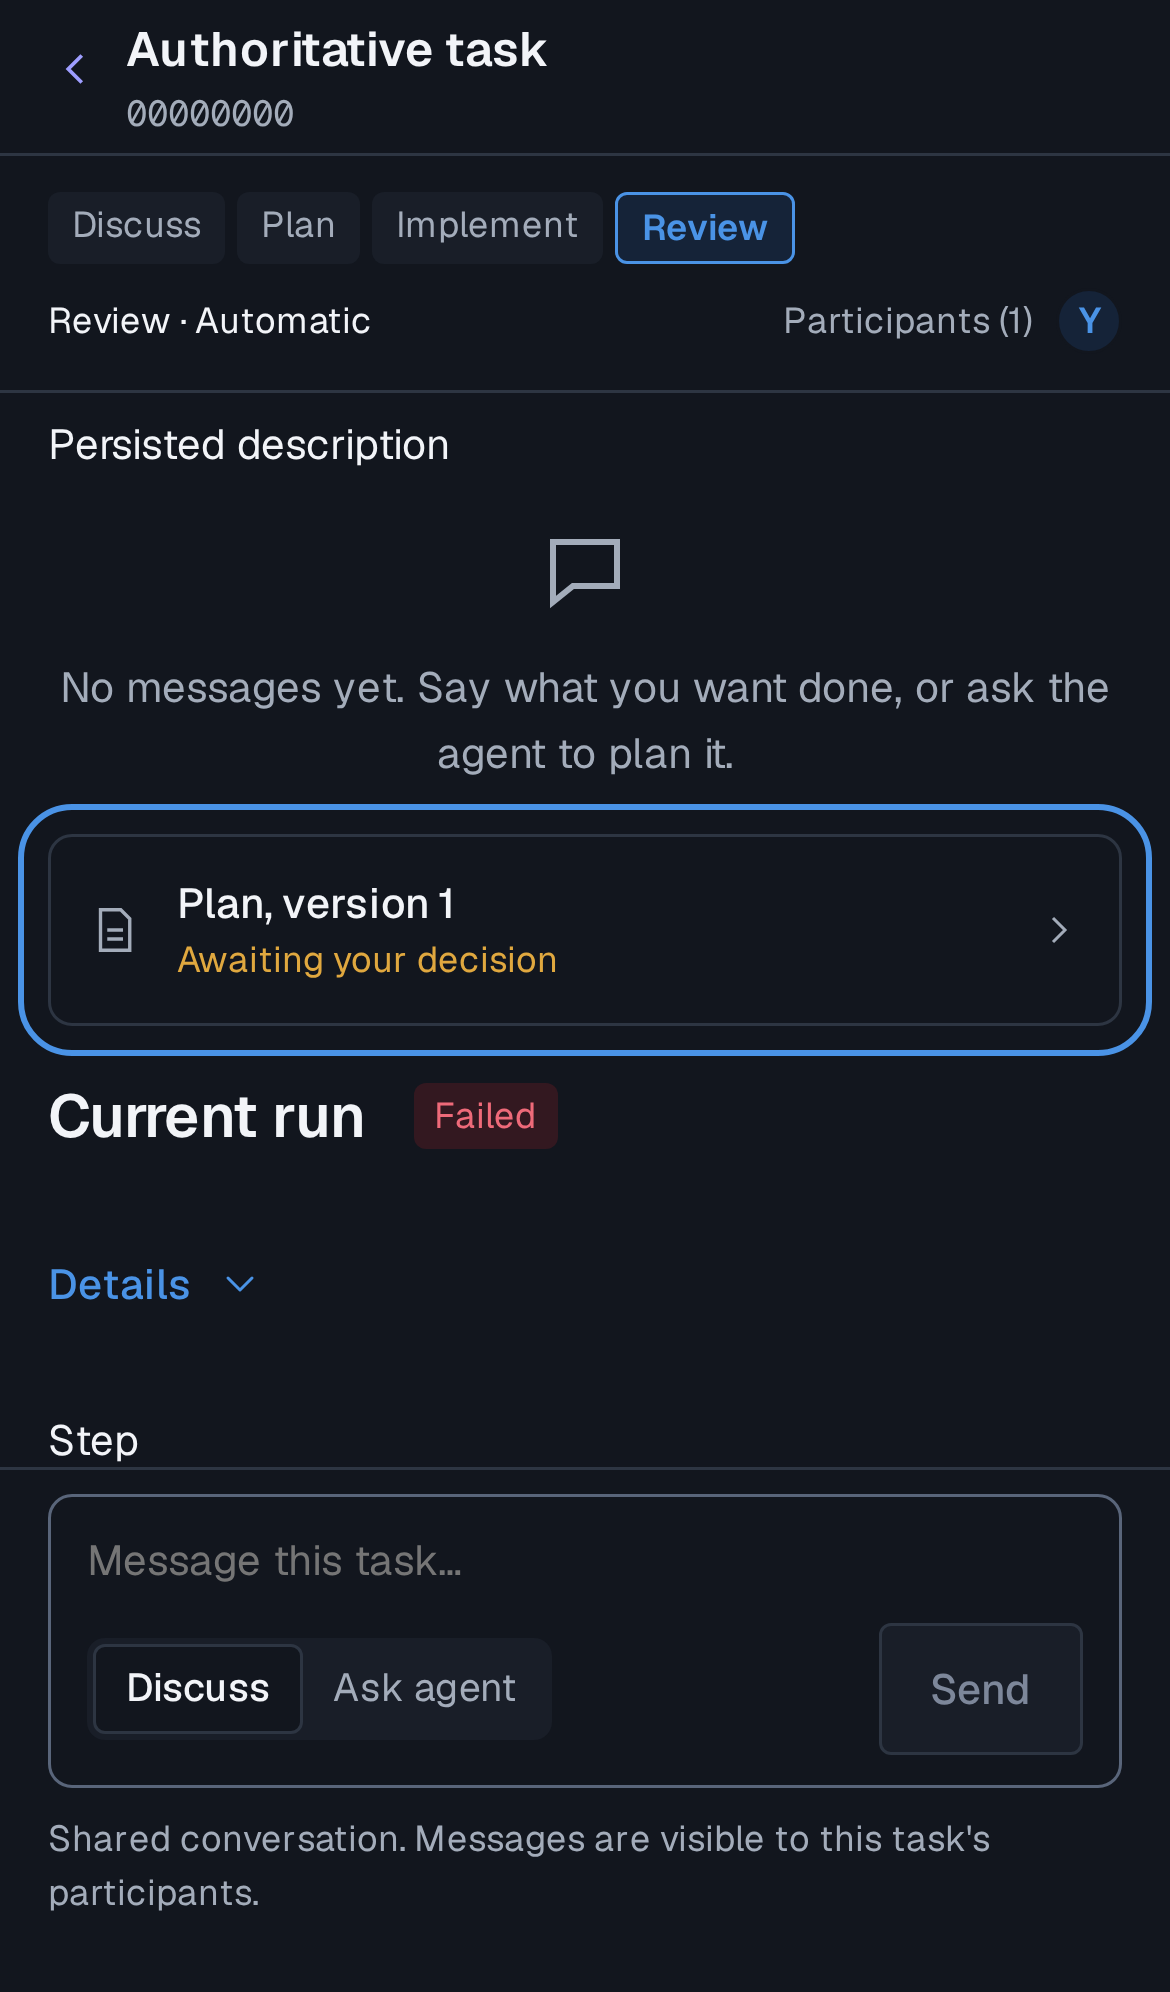 Authoritative task
00000000
Discuss
Plan
Implement
Review
Review · Automatic
Participants (1)
Y
Persisted description
No messages yet. Say what you want done, or ask the
agent to plan it.
Plan, version 1
Awaiting your decision
Current run
Failed
Details
Step
Message this task…
Discuss
Ask agent
Send
Shared conversation. Messages are visible to this task's
participants.